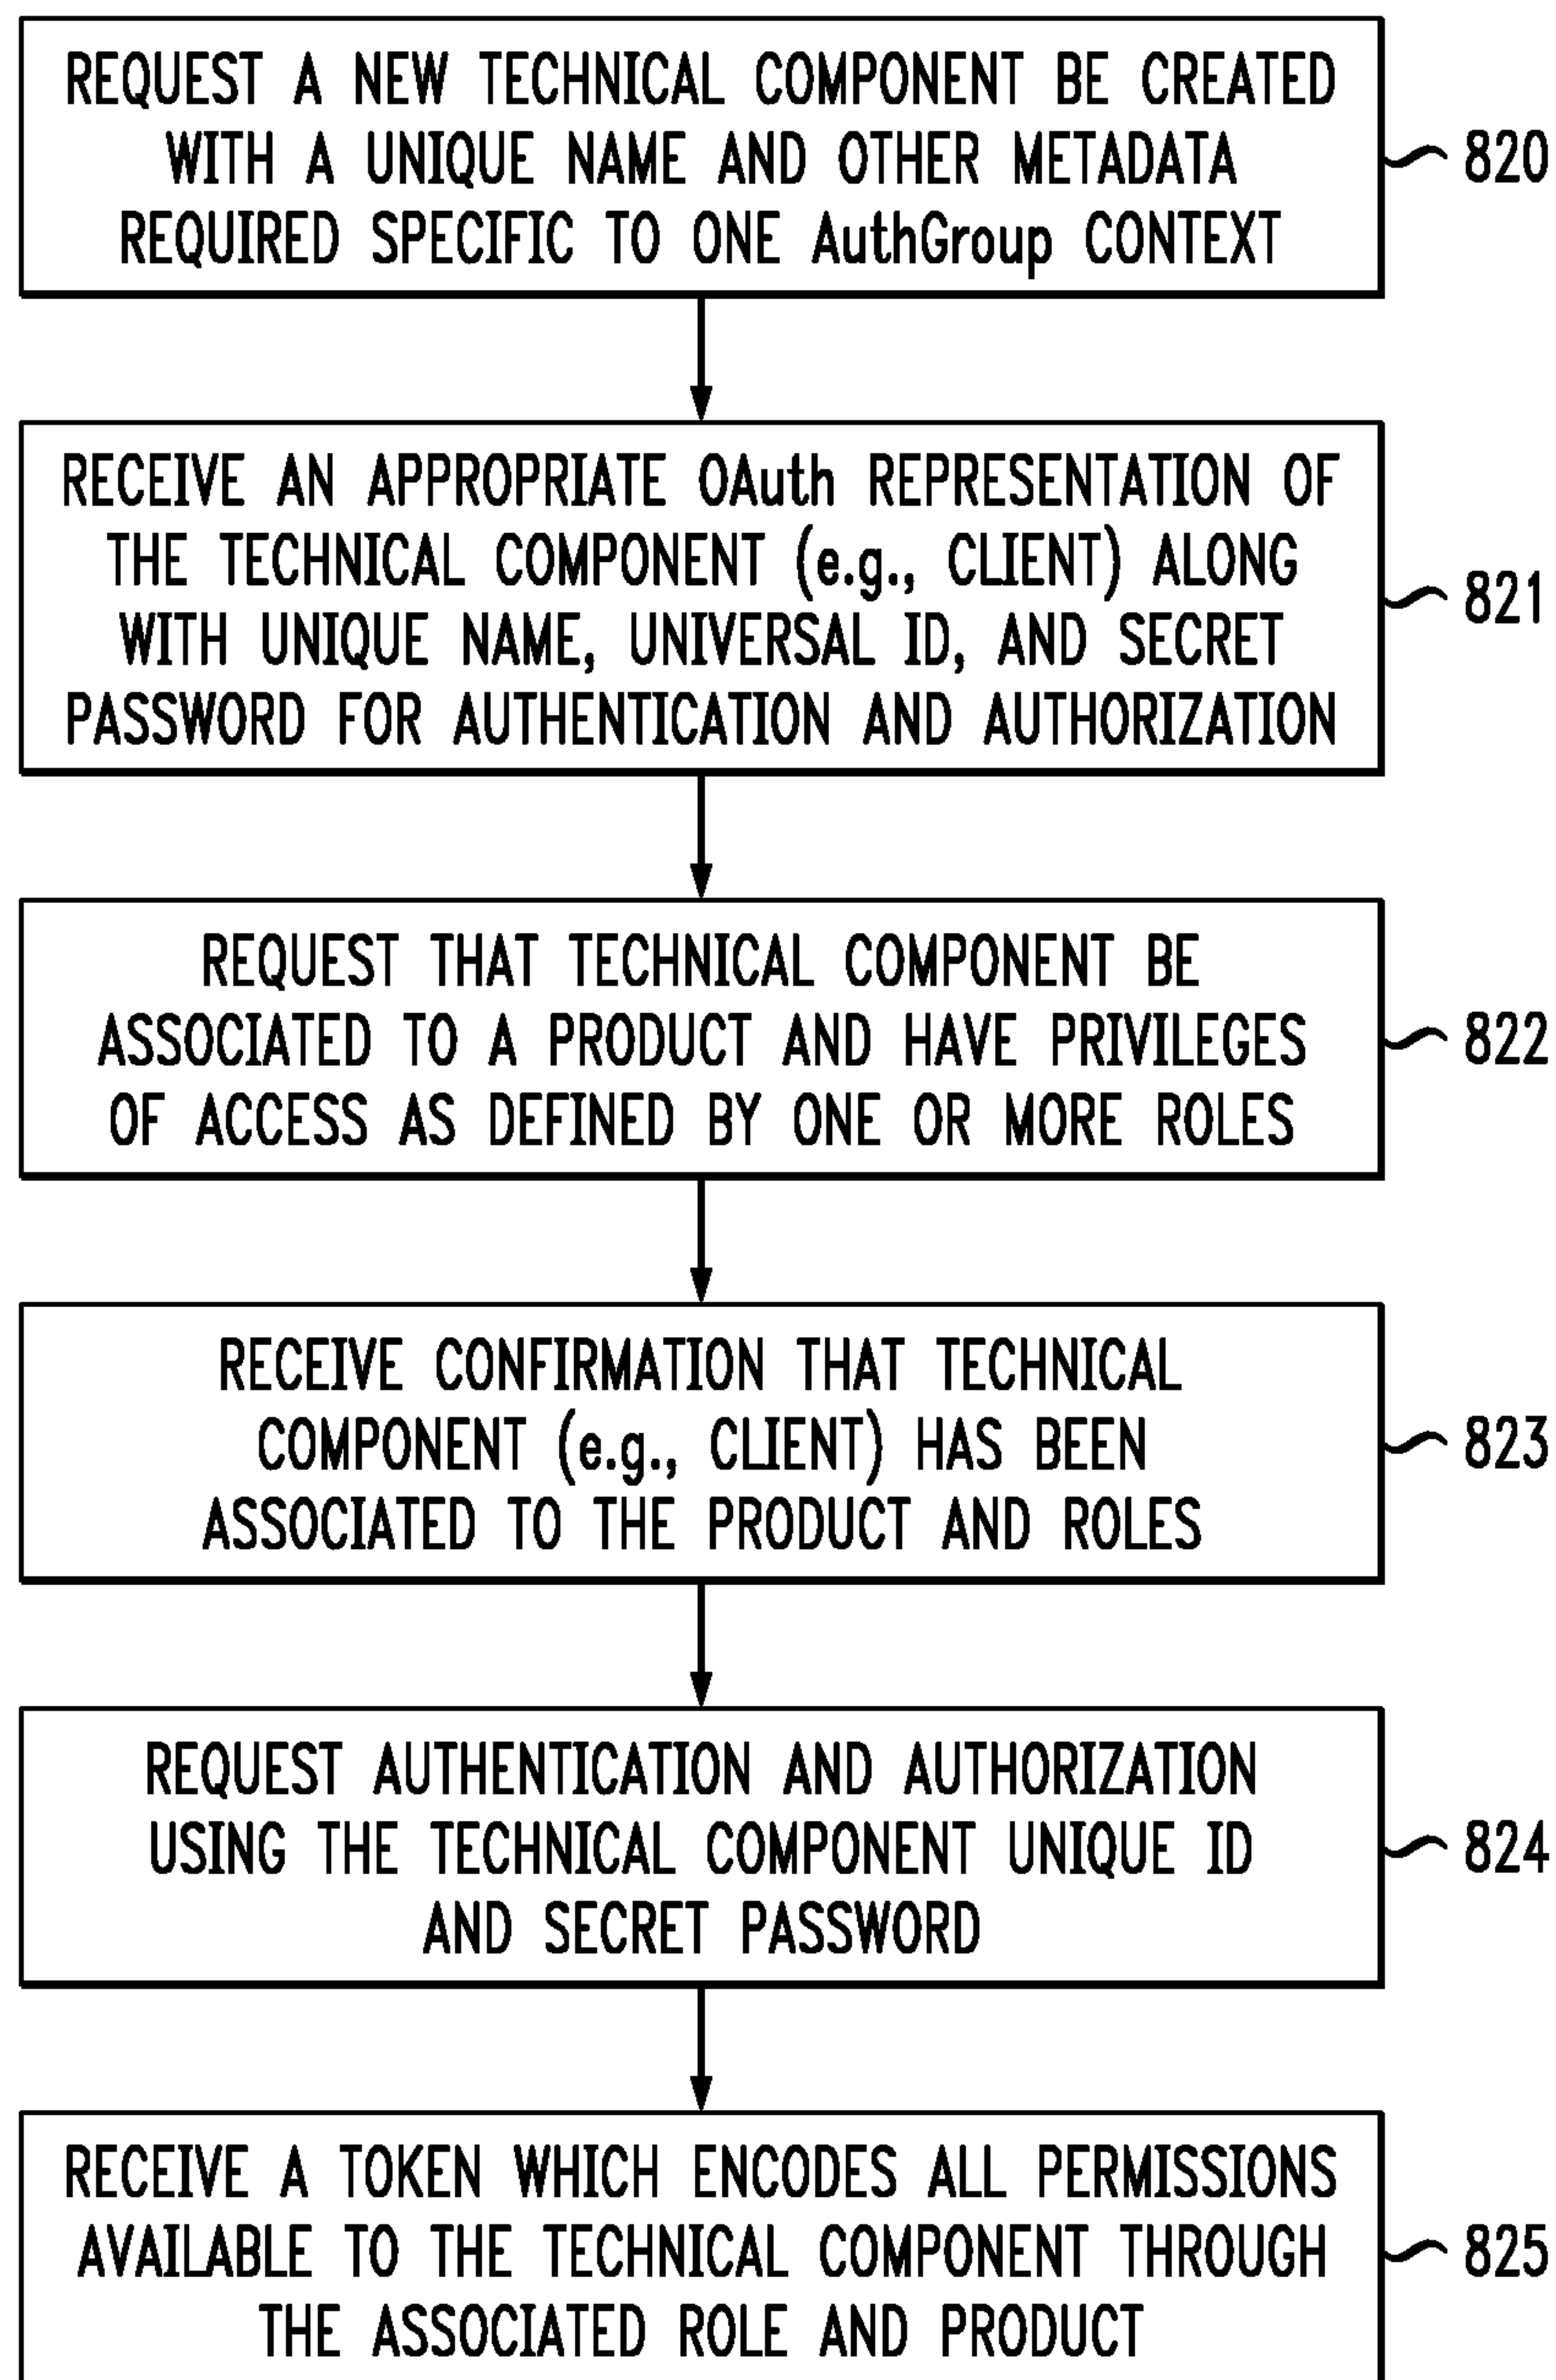 REQUEST A NEW TECHNICAL COMPONENT BE CREATED
WITH A UNIQUE NAME AND OTHER METADATA
REQUIRED SPECIFIC TO ONE AuthGroup CONTEXT
820
RECEIVE AN APPROPRIATE OAuth REPRESENTATION OF
THE TECHNICAL COMPONENT (e.g., CLIENT) ALONG
WITH UNIQUE NAME, UNIVERSAL ID, AND SECRET
PASSWORD FOR AUTHENTICATION AND AUTHORIZATION
821
REQUEST THAT TECHNICAL COMPONENT BE
ASSOCIATED TO A PRODUCT AND HAVE PRIVILEGES
OF ACCESS AS DEFINED BY ONE OR MORE ROLES
822
RECEIVE CONFIRMATION THAT TECHNICAL
COMPONENT (e.g., CLIENT) HAS BEEN
ASSOCIATED TO THE PRODUCT AND ROLES
823
REQUEST AUTHENTICATION AND AUTHORIZATION
USING THE TECHNICAL COMPONENT UNIQUE ID
AND SECRET PASSWORD
824
RECEIVE A TOKEN WHICH ENCODES ALL PERMISSIONS
AVAILABLE TO THE TECHNICAL COMPONENT THROUGH
THE ASSOCIATED ROLE AND PRODUCT
825